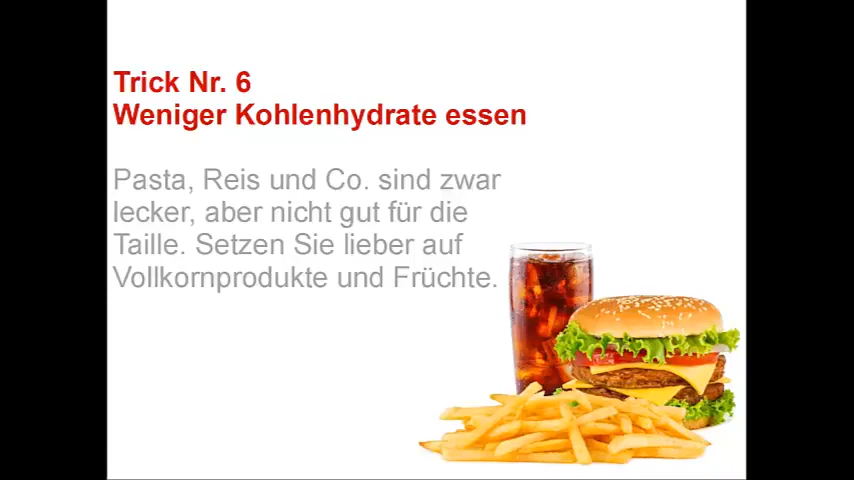 Trick Nr. 6
Weniger Kohlenhydrate essen
Pasta, Reis und Co. sind zwar
lecker, aber nicht gut für die
Taille. Setzen Sie lieber auf
Vollkornprodukte und Früchte.